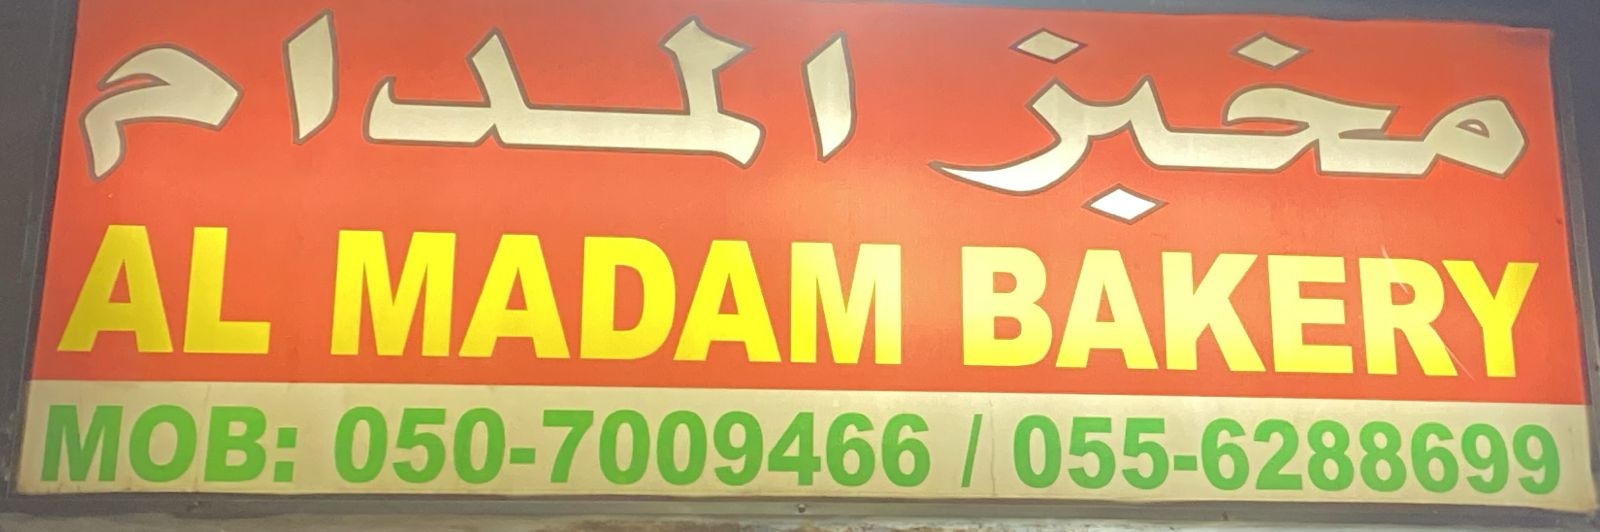 مخبز المدام
AL MADAM BAKERY
MOB: 050-7009466 / 055-6288699